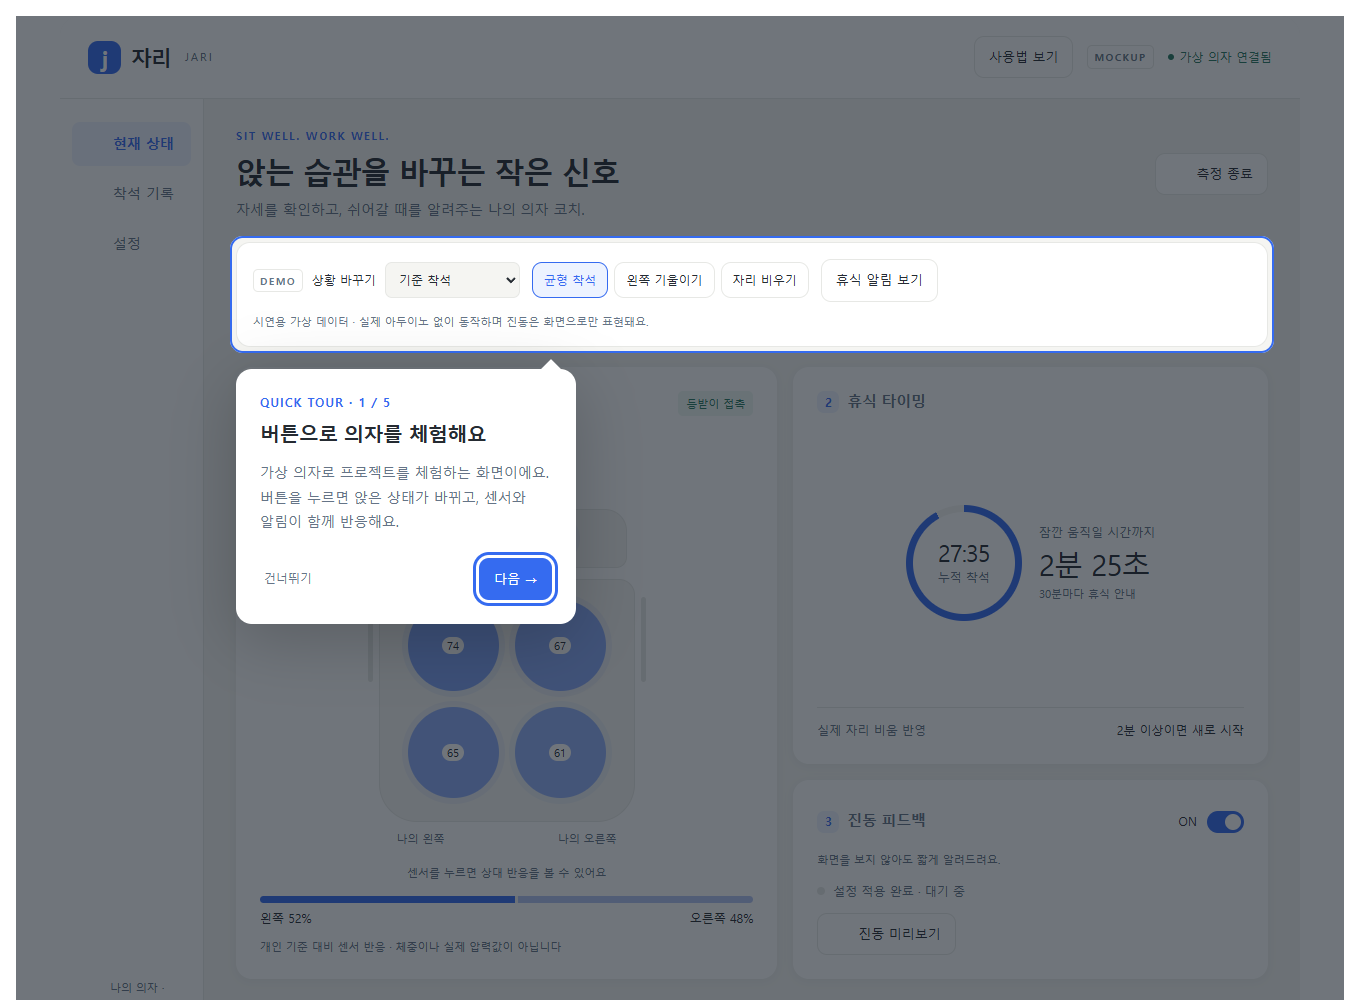 j 자리 JARI
사용법 보기
MOCKUP
가상 의자 연결됨
현재 상태
착석 기록
설정
나의 의자 ·
SIT WELL. WORK WELL.
앉는 습관을 바꾸는 작은 신호
자세를 확인하고, 쉬어갈 때를 알려주는 나의 의자 코치.
측정 종료
DEMO 상황 바꾸기 기준 착석 균형 착석 왼쪽 기울이기 자리 비우기 휴식 알림 보기
시연용 가상 데이터 · 실제 아두이노 없이 동작하며 진동은 화면으로만 표현돼요.
QUICK TOUR · 1 / 5
버튼으로 의자를 체험해요
가상 의자로 프로젝트를 체험하는 화면이에요.
버튼을 누르면 앉은 상태가 바뀌고, 센서와
알림이 함께 반응해요.
건너뛰기
다음 →
등받이 접촉
74 67
65 61
나의 왼쪽 나의 오른쪽
센서를 누르면 상대 반응을 볼 수 있어요
왼쪽 52% 오른쪽 48%
개인 기준 대비 센서 반응 · 체중이나 실제 압력값이 아닙니다
2 휴식 타이밍
27:35
누적 착석
잠깐 움직일 시간까지
2분 25초
30분마다 휴식 안내
실제 자리 비움 반영 2분 이상이면 새로 시작
3 진동 피드백 ON
화면을 보지 않아도 짧게 알려드려요.
설정 적용 완료 · 대기 중
진동 미리보기